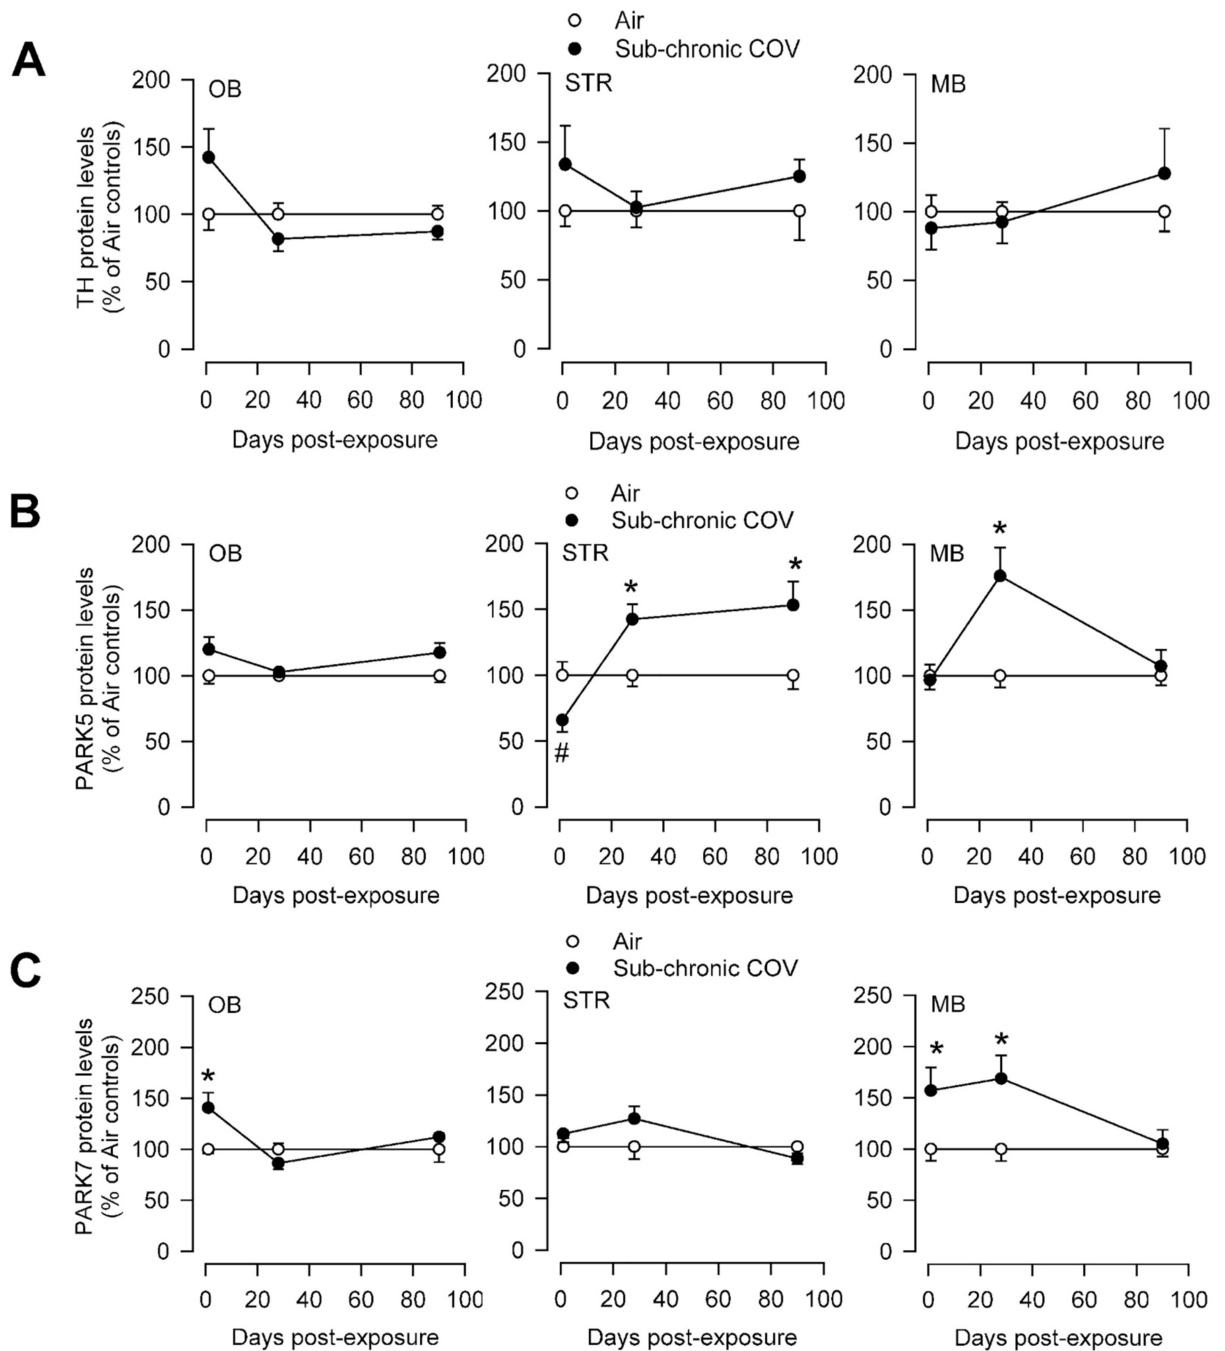 A
Air
Sub-chronic COV
TH protein levels
(% of Air controls)
200
150
100
50
0
OB
0 20 40 60 80 100
Days post-exposure
200
150
100
50
0
STR
0 20 40 60 80 100
Days post-exposure
200
150
100
50
0
MB
0 20 40 60 80 100
Days post-exposure
B
Air
Sub-chronic COV
PARK5 protein levels
(% of Air controls)
200
150
100
50
0
OB
0 20 40 60 80 100
Days post-exposure
200
150
100
50
0
STR
#
*
*
0 20 40 60 80 100
Days post-exposure
200
150
100
50
0
MB
*
0 20 40 60 80 100
Days post-exposure
C
Air
Sub-chronic COV
PARK7 protein levels
(% of Air controls)
250
200
150
100
50
0
OB
*
0 20 40 60 80 100
Days post-exposure
250
200
150
100
50
0
STR
0 20 40 60 80 100
Days post-exposure
250
200
150
100
50
0
MB
*
*
0 20 40 60 80 100
Days post-exposure